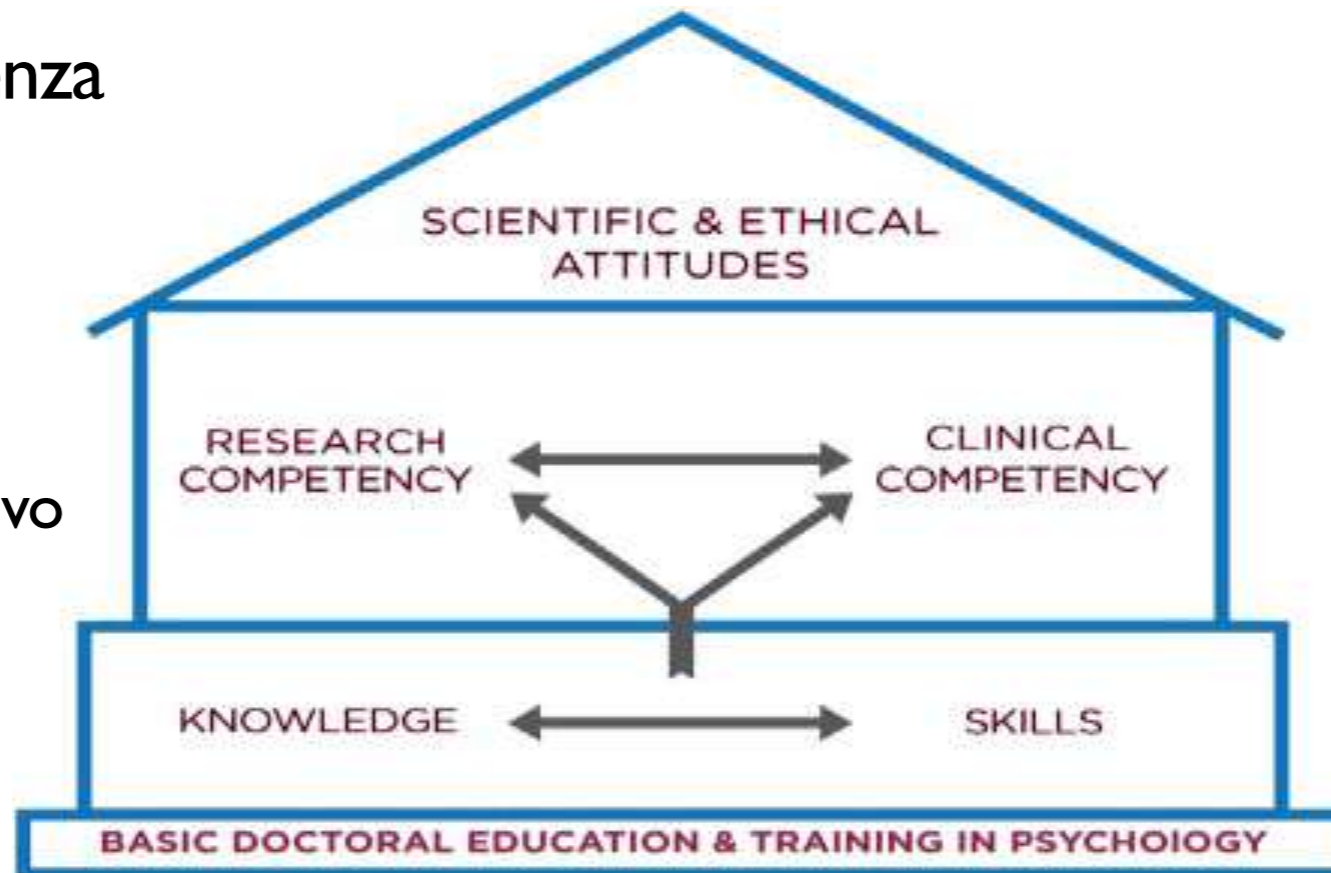 nza
SCIENTIFIC & ETHICAL
ATTITUDES
RESEARCH
COMPETENCY
CLINICAL
COMPETENCY
vo
KNOWLEDGE
SKILLS
BASIC DOCTORAL EDUCATION & TRAINING IN PSYCHOIOGY